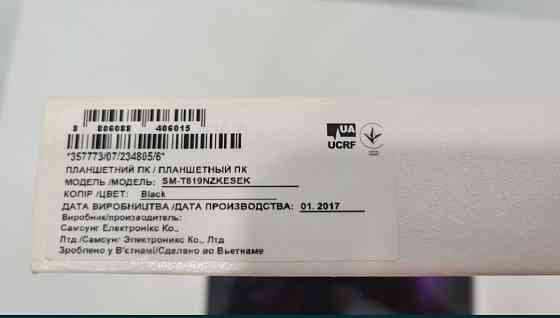 8 806088 406015
*357773/07/234805/6*
ПЛАНШЕТНИЙ ПК / ПЛАНШЕТНЫЙ ПК
МОДЕЛЬ /МОДЕЛЬ: SM-T819NZKESEK
КОЛІР /ЦВЕТ: Black
ДАТА ВИРОБНИЦТВА /ДАТА ПРОИЗВОДСТВА: 01. 2017
Виробник/производитель:
Самсунг Електронікс Ко.,
Лтд /Самсунг Электроникс Ко., Лтд
Зроблено у В'єтнамі/Сделано во Вьетнаме
UA
UCRF